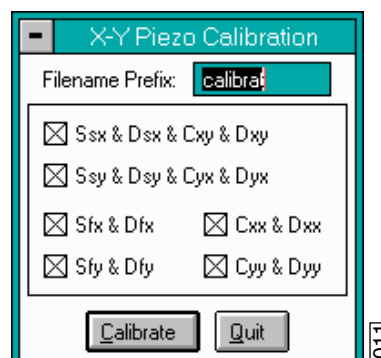 X-Y Piezo Calibration
Filename Prefix: calibrat
Ssx & Dsx & Cxy & Dxy
Ssy & Dsy & Cyx & Dyx
Sfx & Dfx Cxx & Dxx
Sfy & Dfy Cyy & Dyy
Calibrate Quit